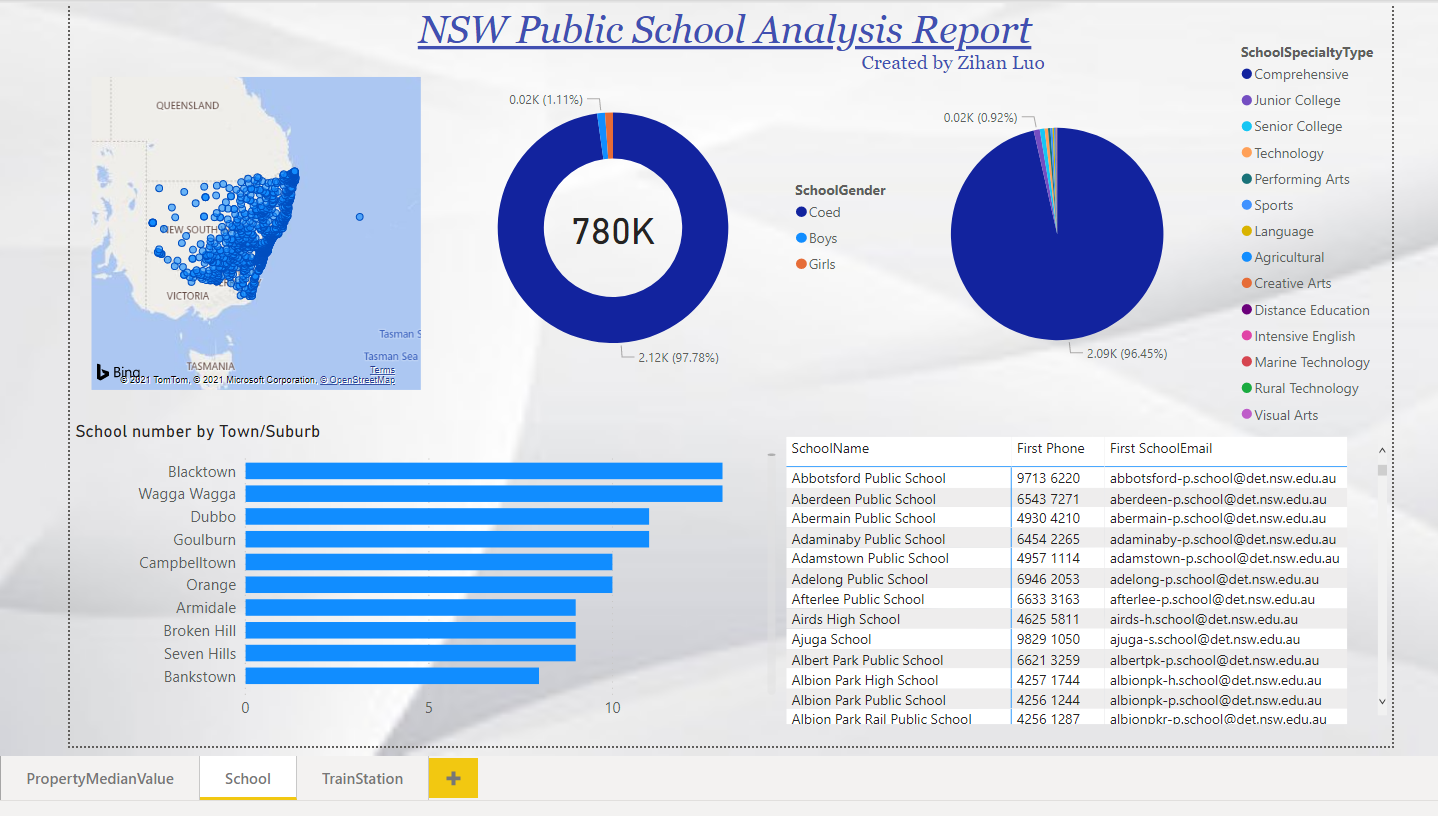 NSW Public School Analysis Report
Created by Zihan Luo
QUEENSLAND
NEW SOUTH
VICTORIA
TASMANIA
Tasman S
Tasman Sea
Bing
Terms
© 2021 TomTom, © 2021 Microsoft Corporation, © OpenStreetMap
0.02K (1.11%)
780K
2.12K (97.78%)
SchoolGender
Coed
Boys
Girls
0.02K (0.92%)
2.09K (96.45%)
SchoolSpecialtyType
Comprehensive
Junior College
Senior College
Technology
Performing Arts
Sports
Language
Agricultural
Creative Arts
Distance Education
Intensive English
Marine Technology
Rural Technology
Visual Arts
School number by Town/Suburb
Blacktown
Wagga Wagga
Dubbo
Goulburn
Campbelltown
Orange
Armidale
Broken Hill
Seven Hills
Bankstown
0 5 10
SchoolName First Phone First SchoolEmail
Abbotsford Public School 9713 6220 abbotsford-p.school@det.nsw.edu.au
Aberdeen Public School 6543 7271 aberdeen-p.school@det.nsw.edu.au
Abermain Public School 4930 4210 abermain-p.school@det.nsw.edu.au
Adaminaby Public School 6454 2265 adaminaby-p.school@det.nsw.edu.au
Adamstown Public School 4957 1114 adamstown-p.school@det.nsw.edu.au
Adelong Public School 6946 2053 adelong-p.school@det.nsw.edu.au
Afterlee Public School 6633 3163 afterlee-p.school@det.nsw.edu.au
Airds High School 4625 5811 airds-h.school@det.nsw.edu.au
Ajuga School 9829 1050 ajuga-s.school@det.nsw.edu.au
Albert Park Public School 6621 3259 albertpk-p.school@det.nsw.edu.au
Albion Park High School 4257 1744 albionpk-h.school@det.nsw.edu.au
Albion Park Public School 4256 1244 albionpk-p.school@det.nsw.edu.au
Albion Park Rail Public School 4256 1287 albionpkr-p.school@det.nsw.edu.au
PropertyMedianValue School TrainStation +